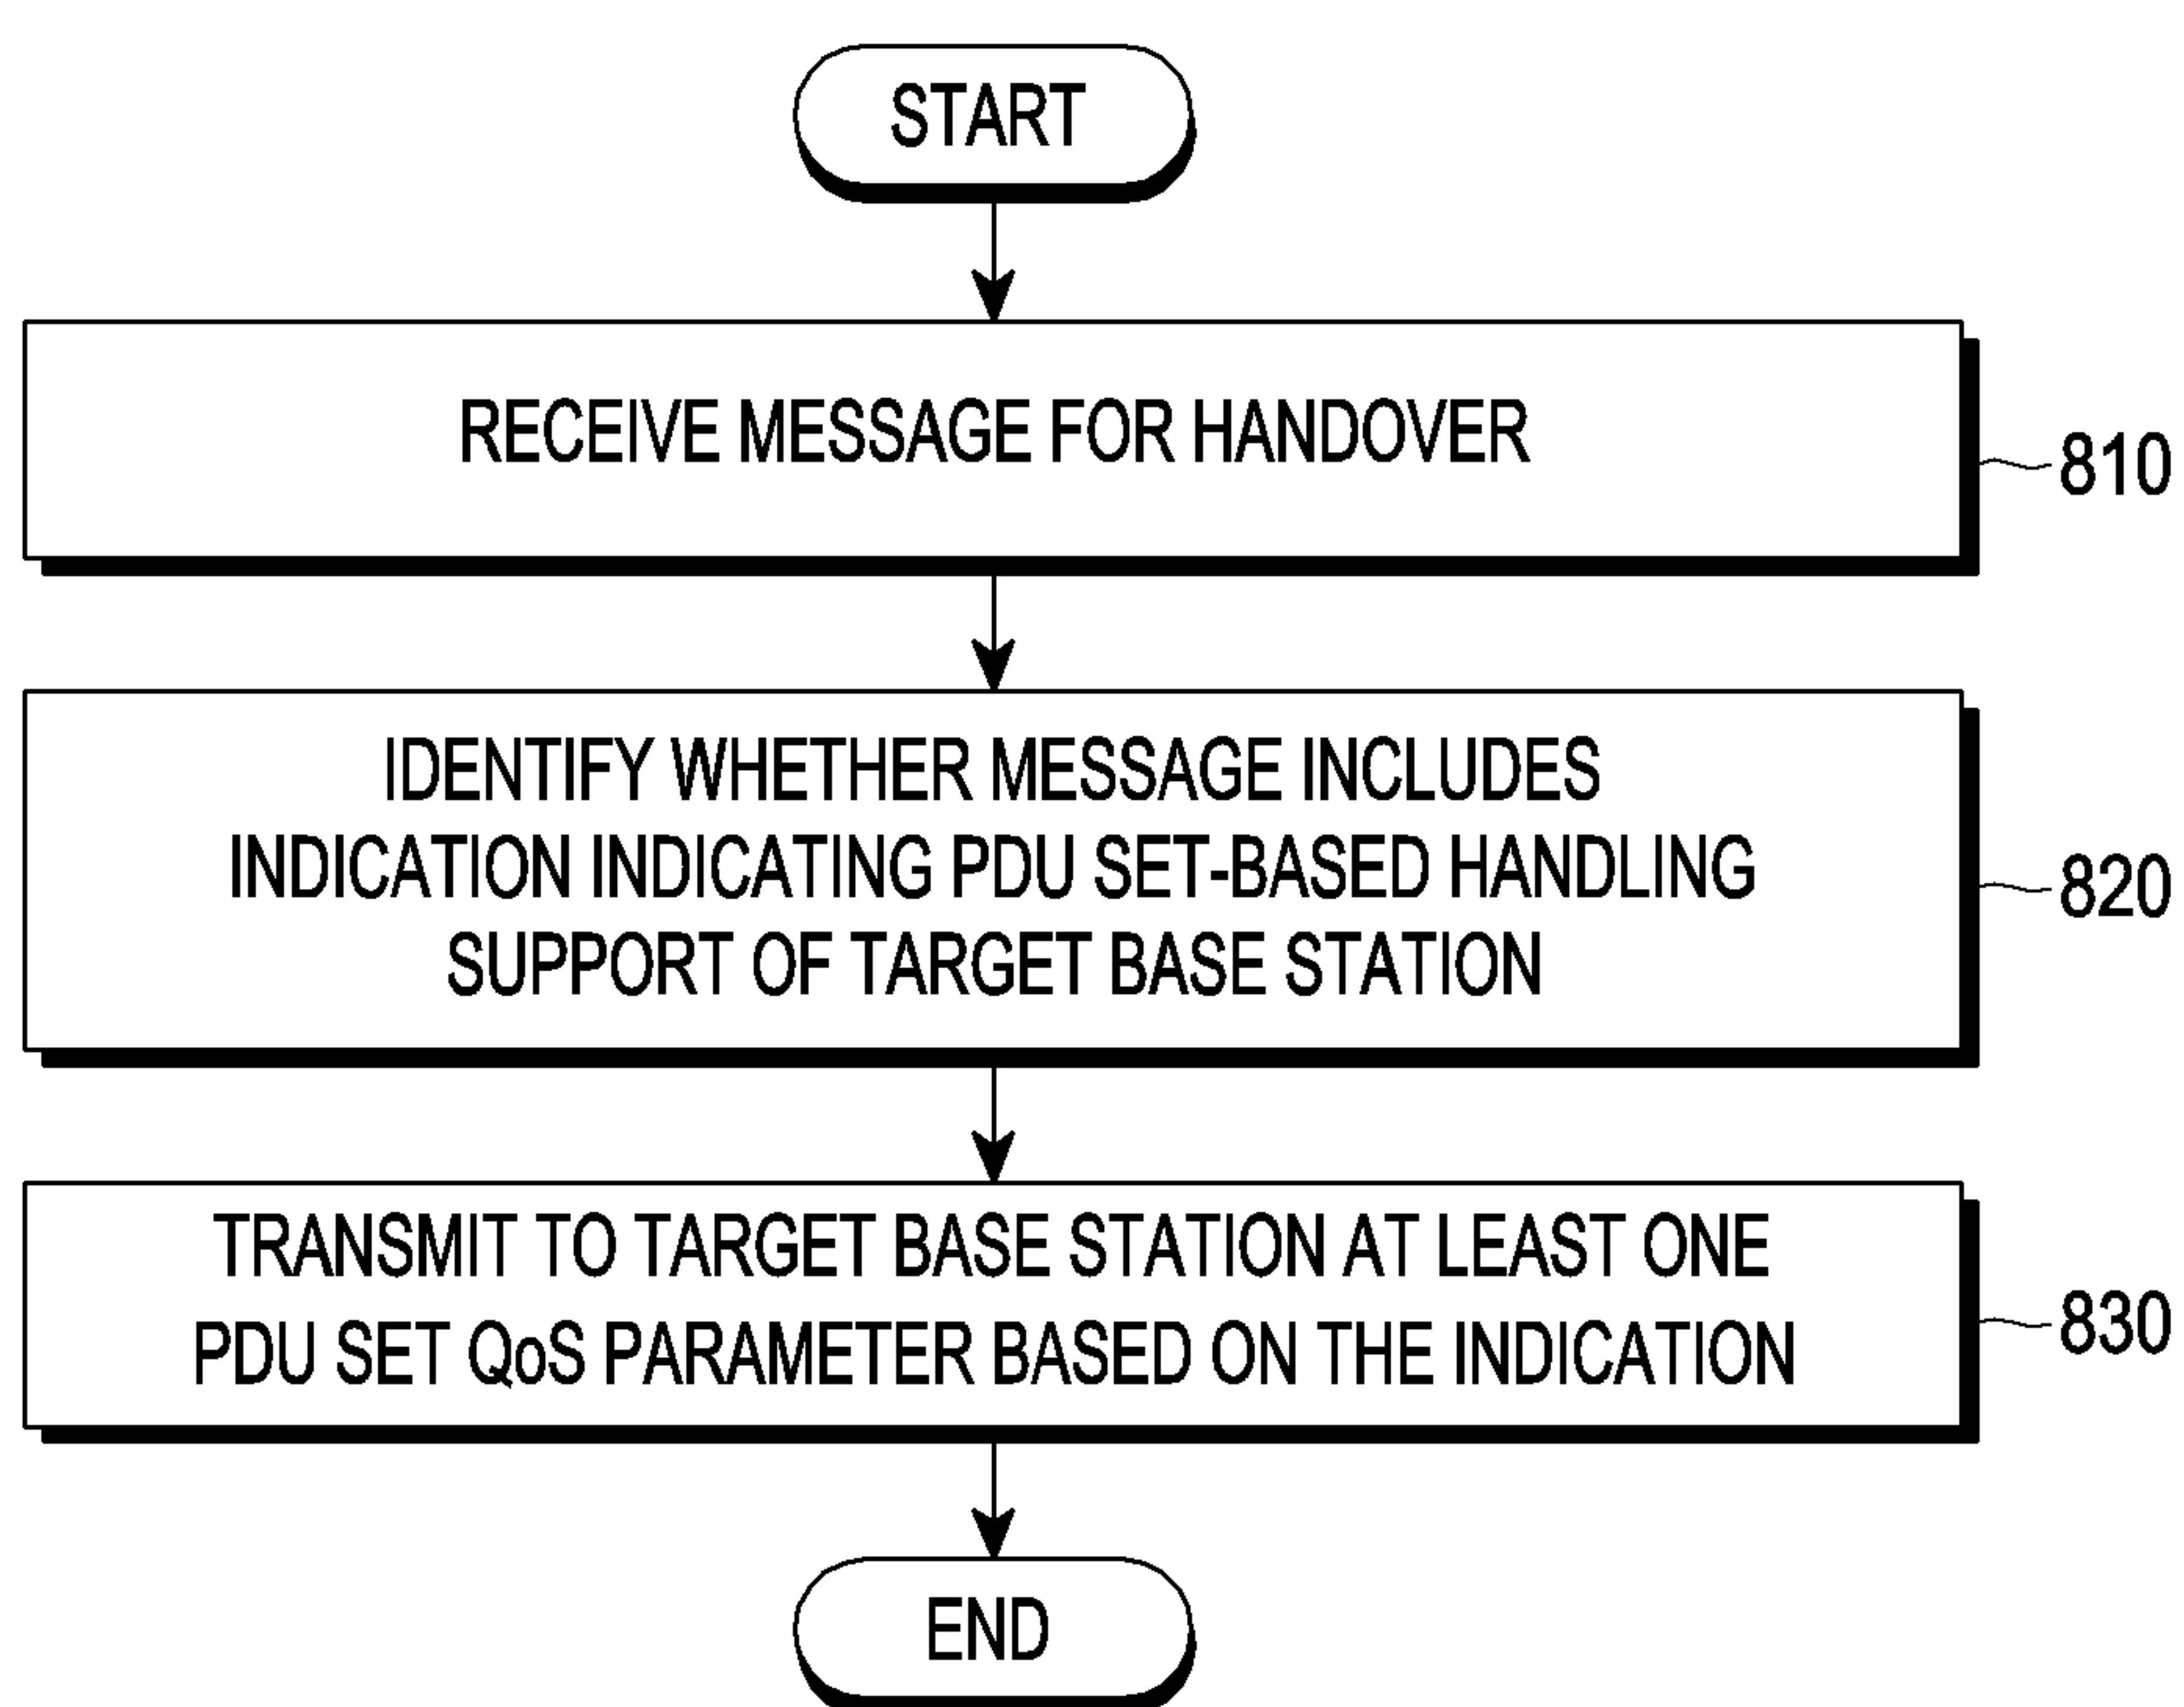 START
RECEIVE MESSAGE FOR HANDOVER
810
IDENTIFY WHETHER MESSAGE INCLUDES
INDICATION INDICATING PDU SET-BASED HANDLING
SUPPORT OF TARGET BASE STATION
820
TRANSMIT TO TARGET BASE STATION AT LEAST ONE
PDU SET QoS PARAMETER BASED ON THE INDICATION
830
END